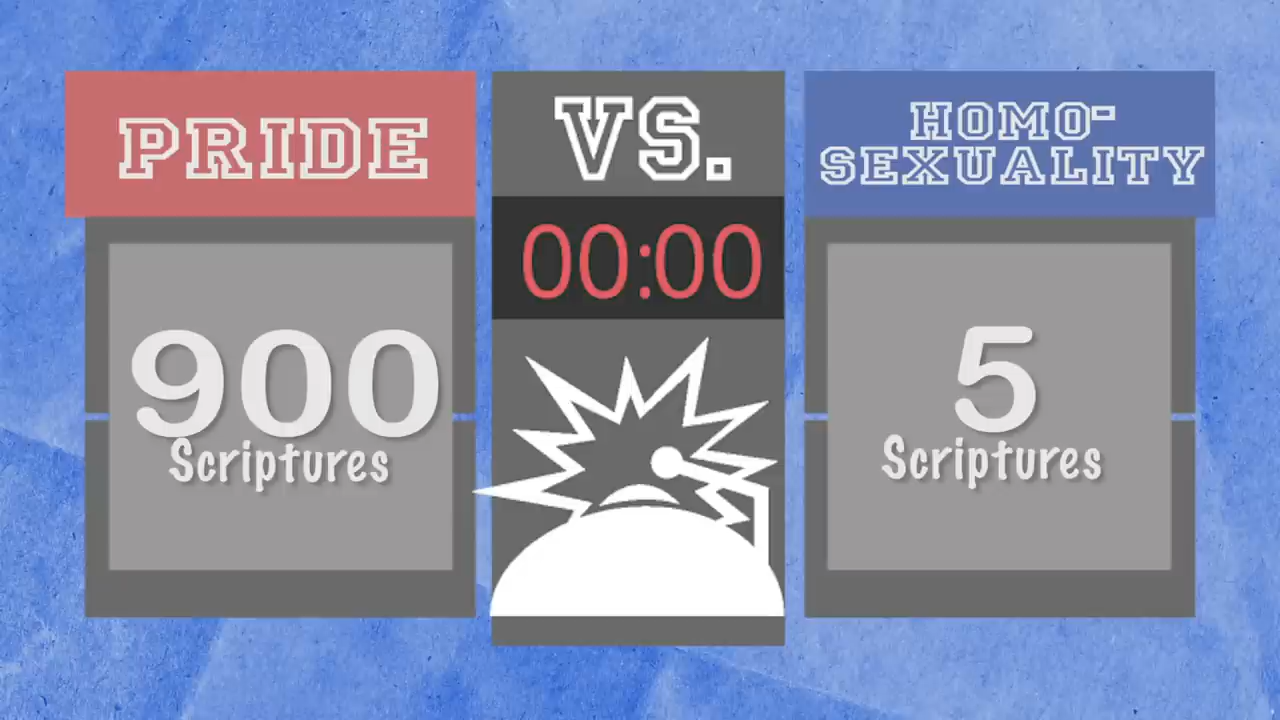 PRIDE
VS.
HOMO-
SEXUALITY
00:00
900
Scriptures
5
Scriptures